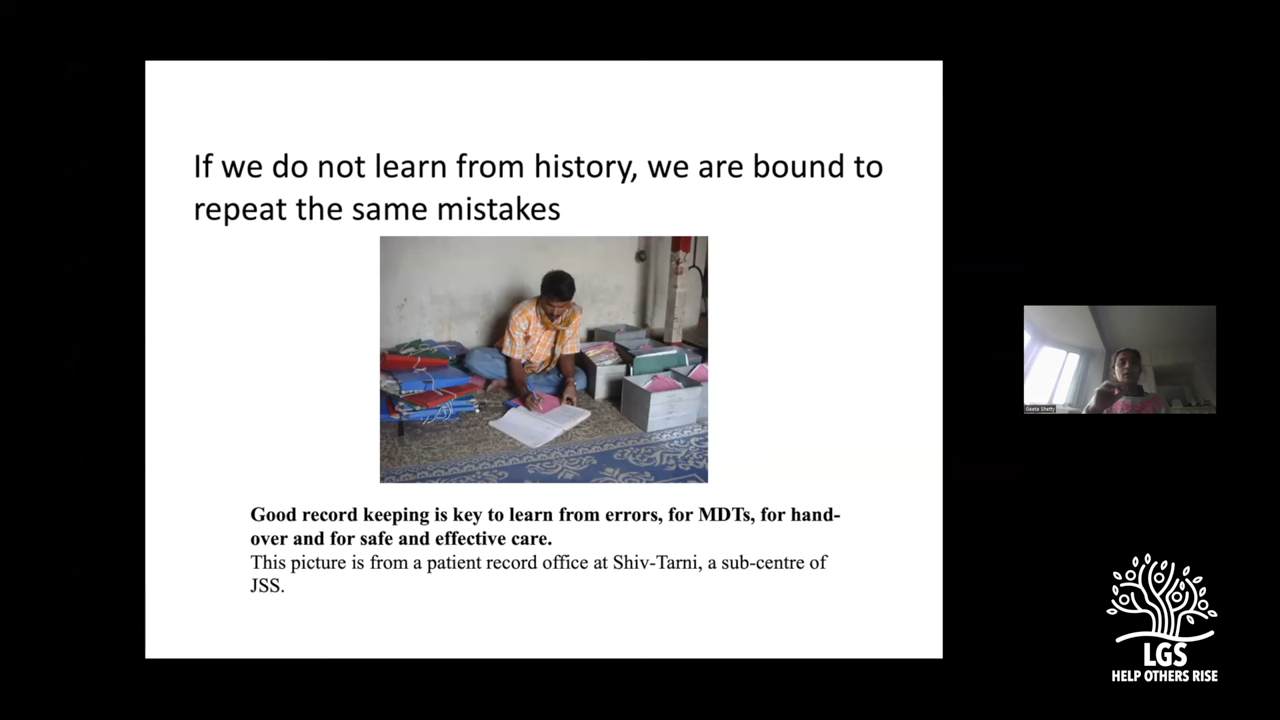 If we do not learn from history, we are bound to
repeat the same mistakes
Good record keeping is key to learn from errors, for MDTs, for hand-
over and for safe and effective care.
This picture is from a patient record office at Shiv-Tarni, a sub-centre of
JSS.
Geeta Shetty
LGS
HELP OTHERS RISE